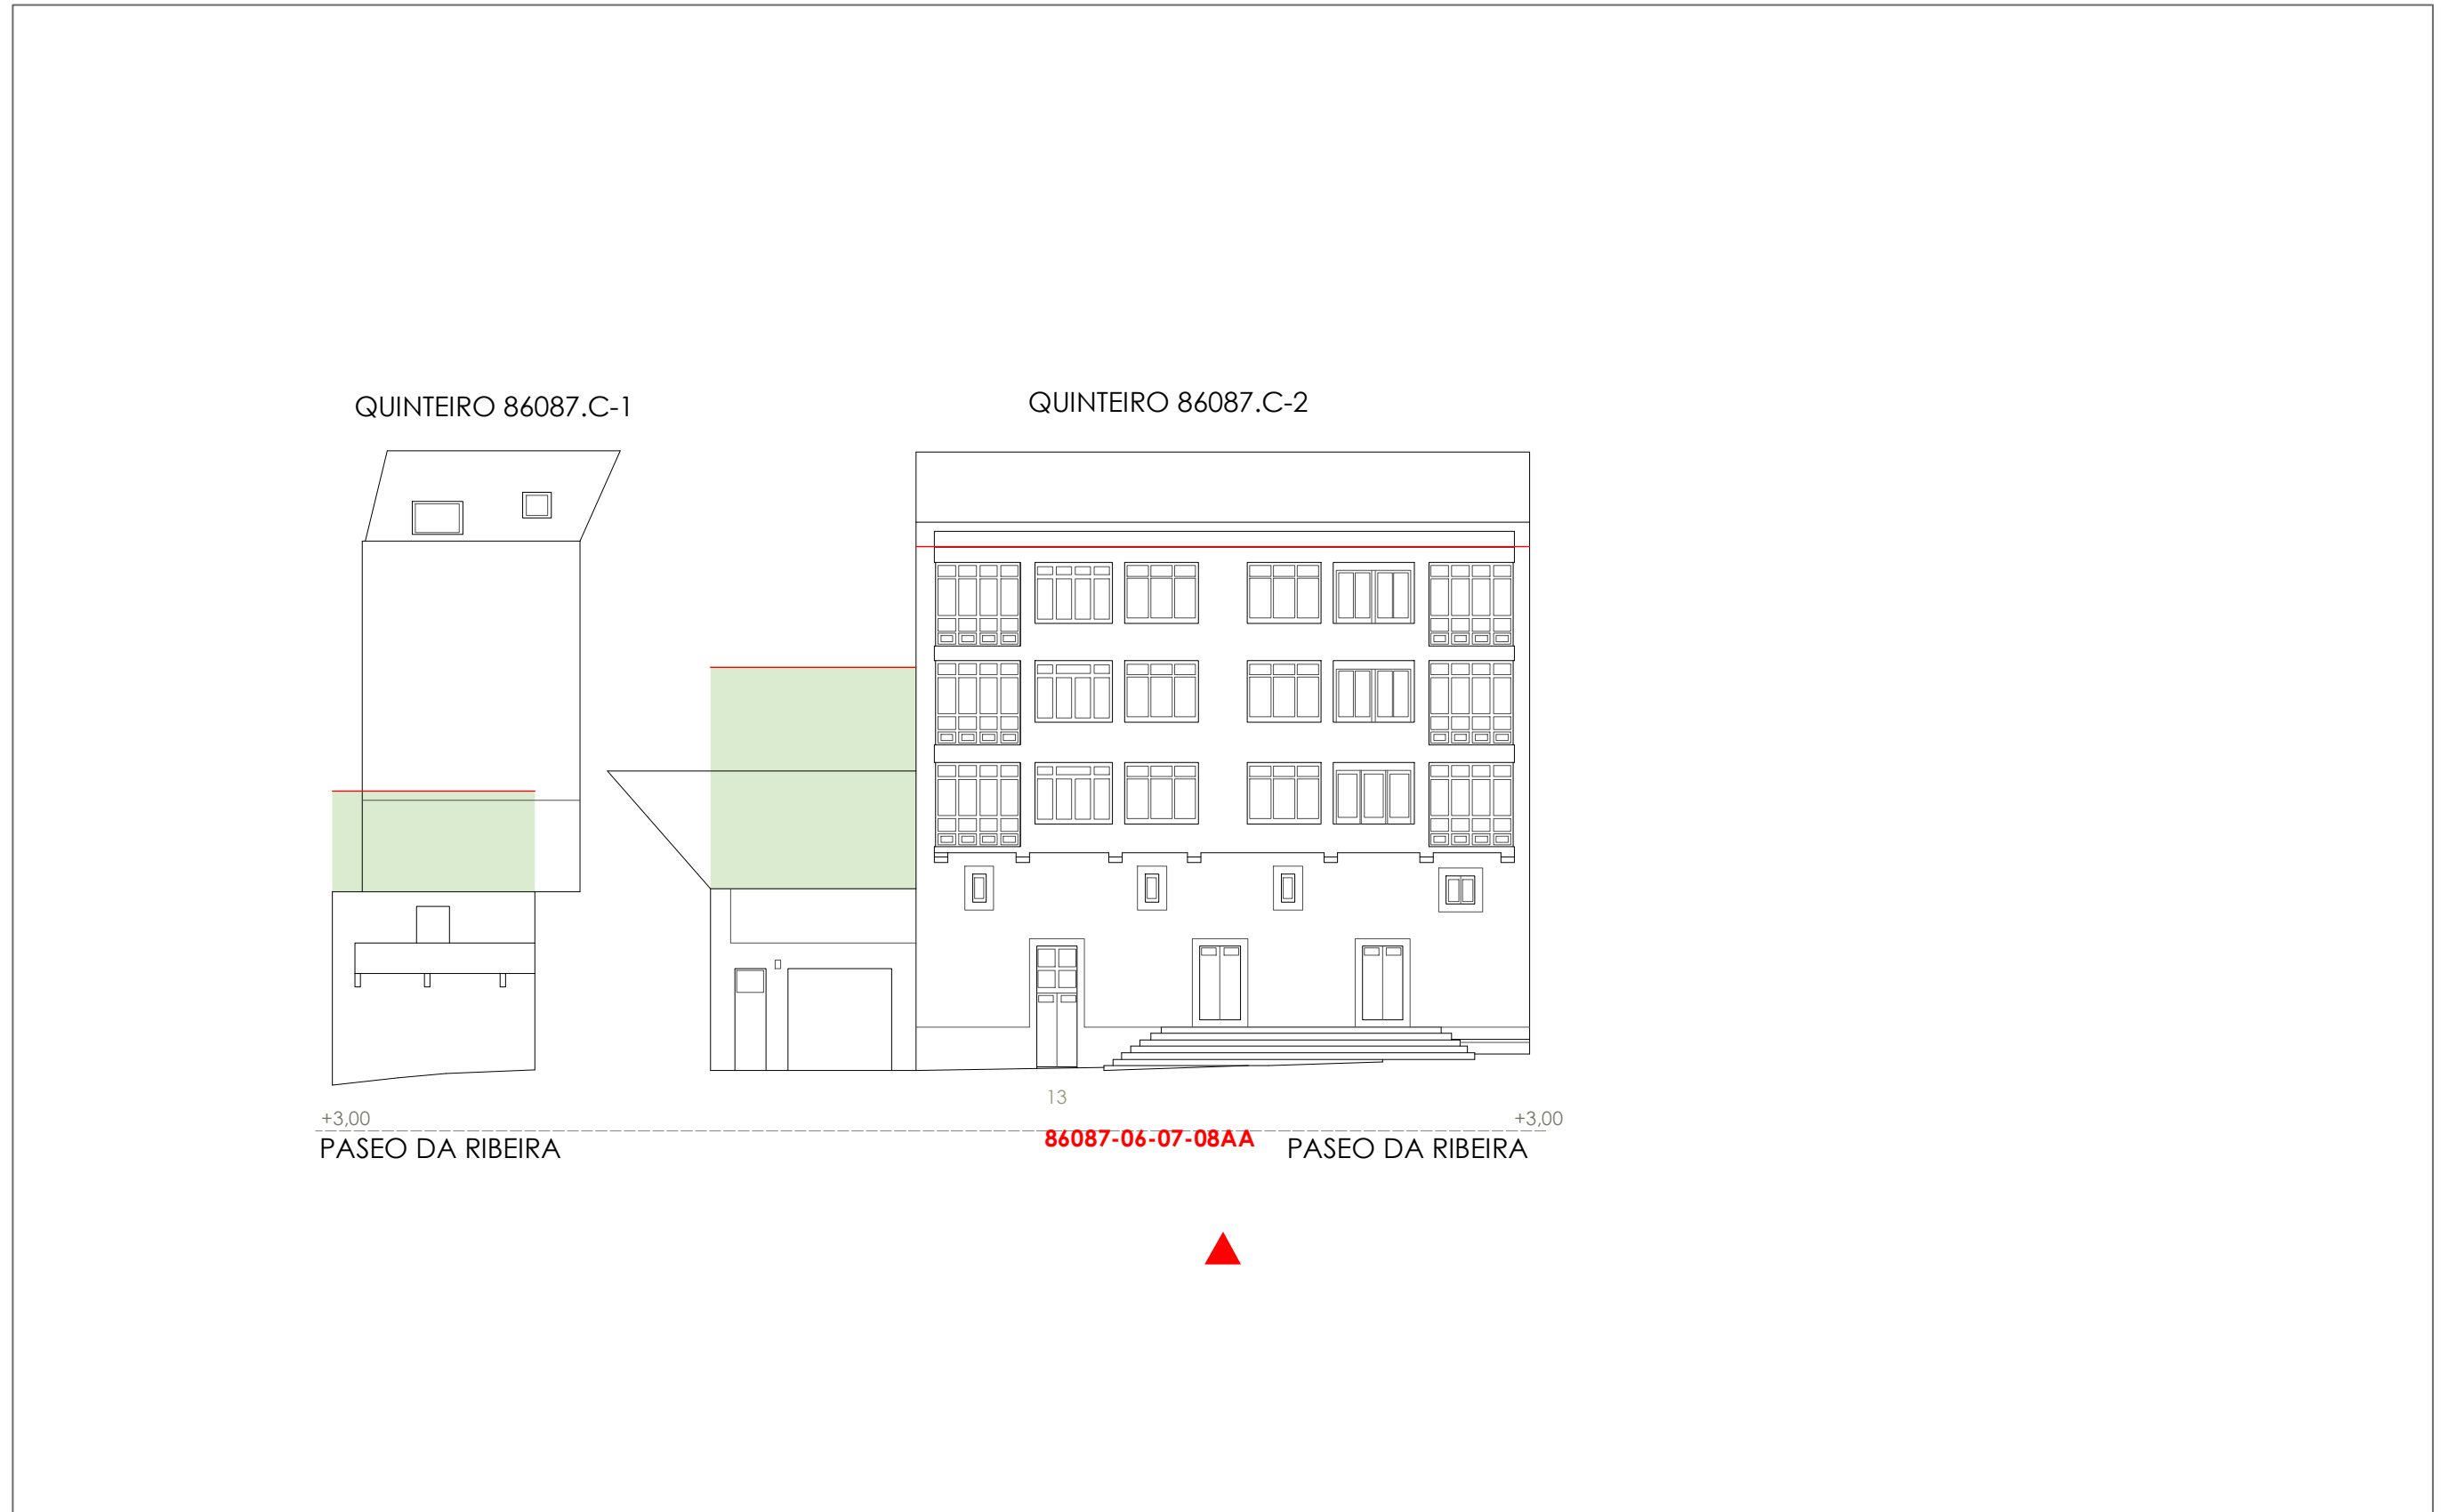 QUINTEIRO 86087.C-1
QUINTEIRO 86087.C-2
13
+3,00
+3,00
PASEO DA RIBEIRA
86087-06-07-08AA
PASEO DA RIBEIRA